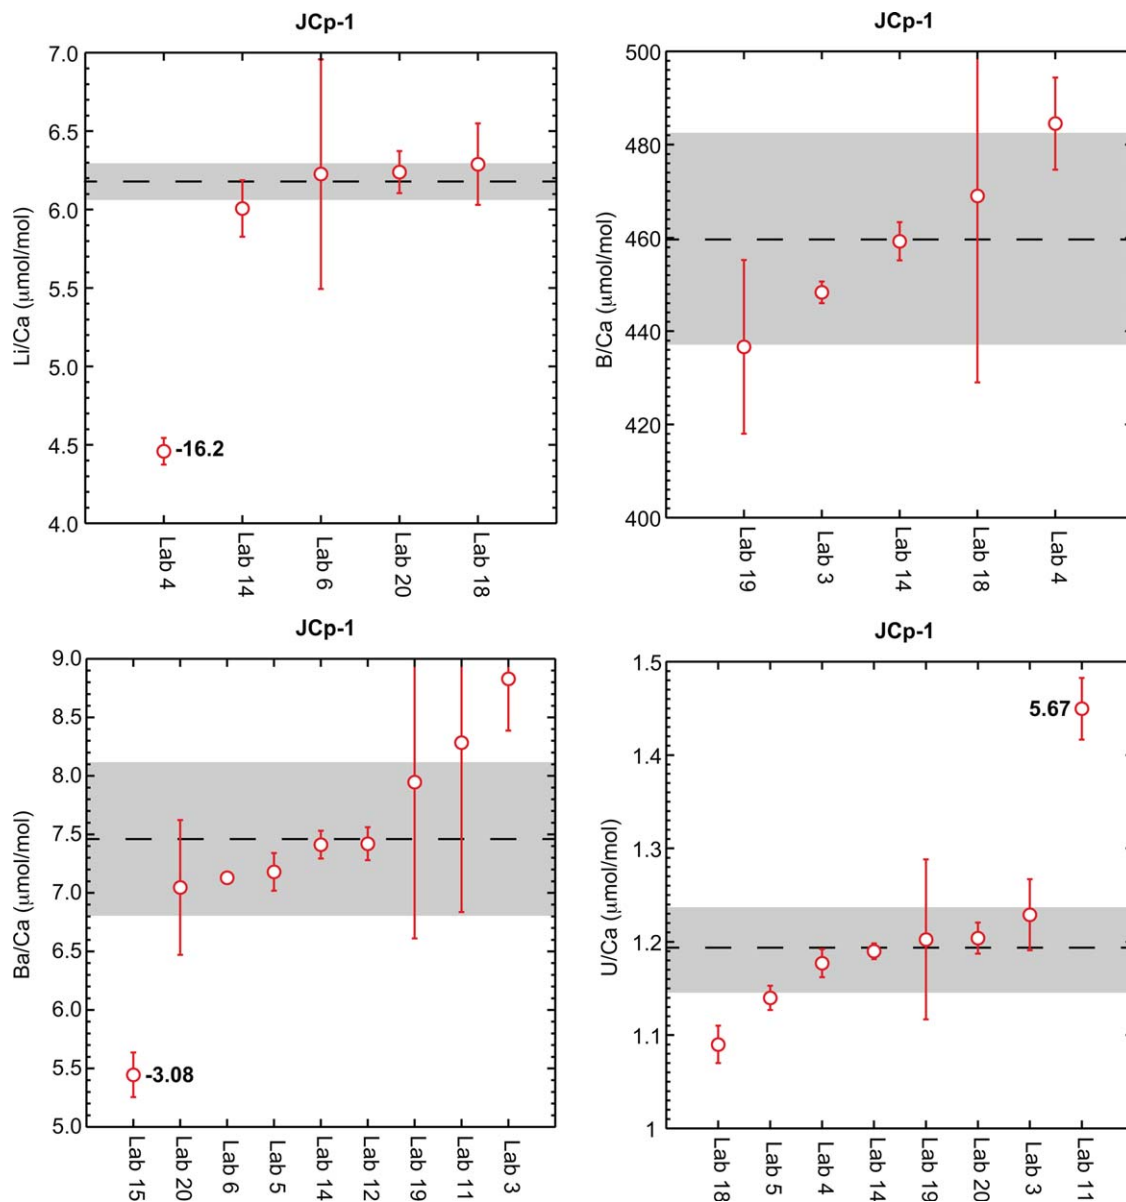 JCp-1
Li/Ca (μmol/mol)
7.0
6.5
6.0
5.5
5.0
4.5
4.0
-16.2
Lab 4
Lab 14
Lab 6
Lab 20
Lab 18
JCp-1
B/Ca (μmol/mol)
500
480
460
440
420
400
Lab 19
Lab 3
Lab 14
Lab 18
Lab 4
JCp-1
Ba/Ca (μmol/mol)
9.0
8.5
8.0
7.5
7.0
6.5
6.0
5.5
5.0
-3.08
Lab 15
Lab 20
Lab 6
Lab 5
Lab 14
Lab 12
Lab 19
Lab 11
Lab 3
JCp-1
U/Ca (μmol/mol)
1.5
1.4
1.3
1.2
1.1
1
5.67
Lab 18
Lab 5
Lab 4
Lab 14
Lab 19
Lab 20
Lab 3
Lab 11